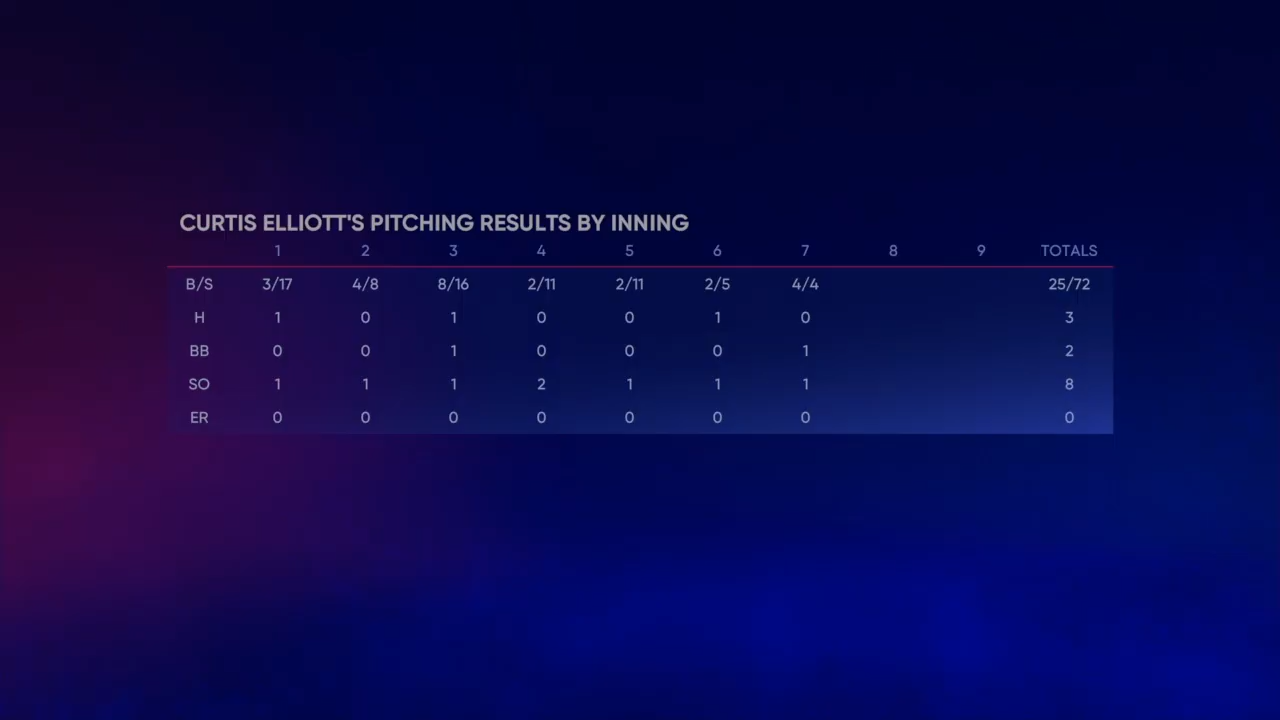 CURTIS ELLIOTT'S PITCHING RESULTS BY INNING
1 2 3 4 5 6 7 8 9 TOTALS
B/S 3/17 4/8 8/16 2/11 2/11 2/5 4/4 25/72
H 1 0 1 0 0 1 0 3
BB 0 0 1 0 0 0 1 2
SO 1 1 1 2 1 1 1 8
ER 0 0 0 0 0 0 0 0